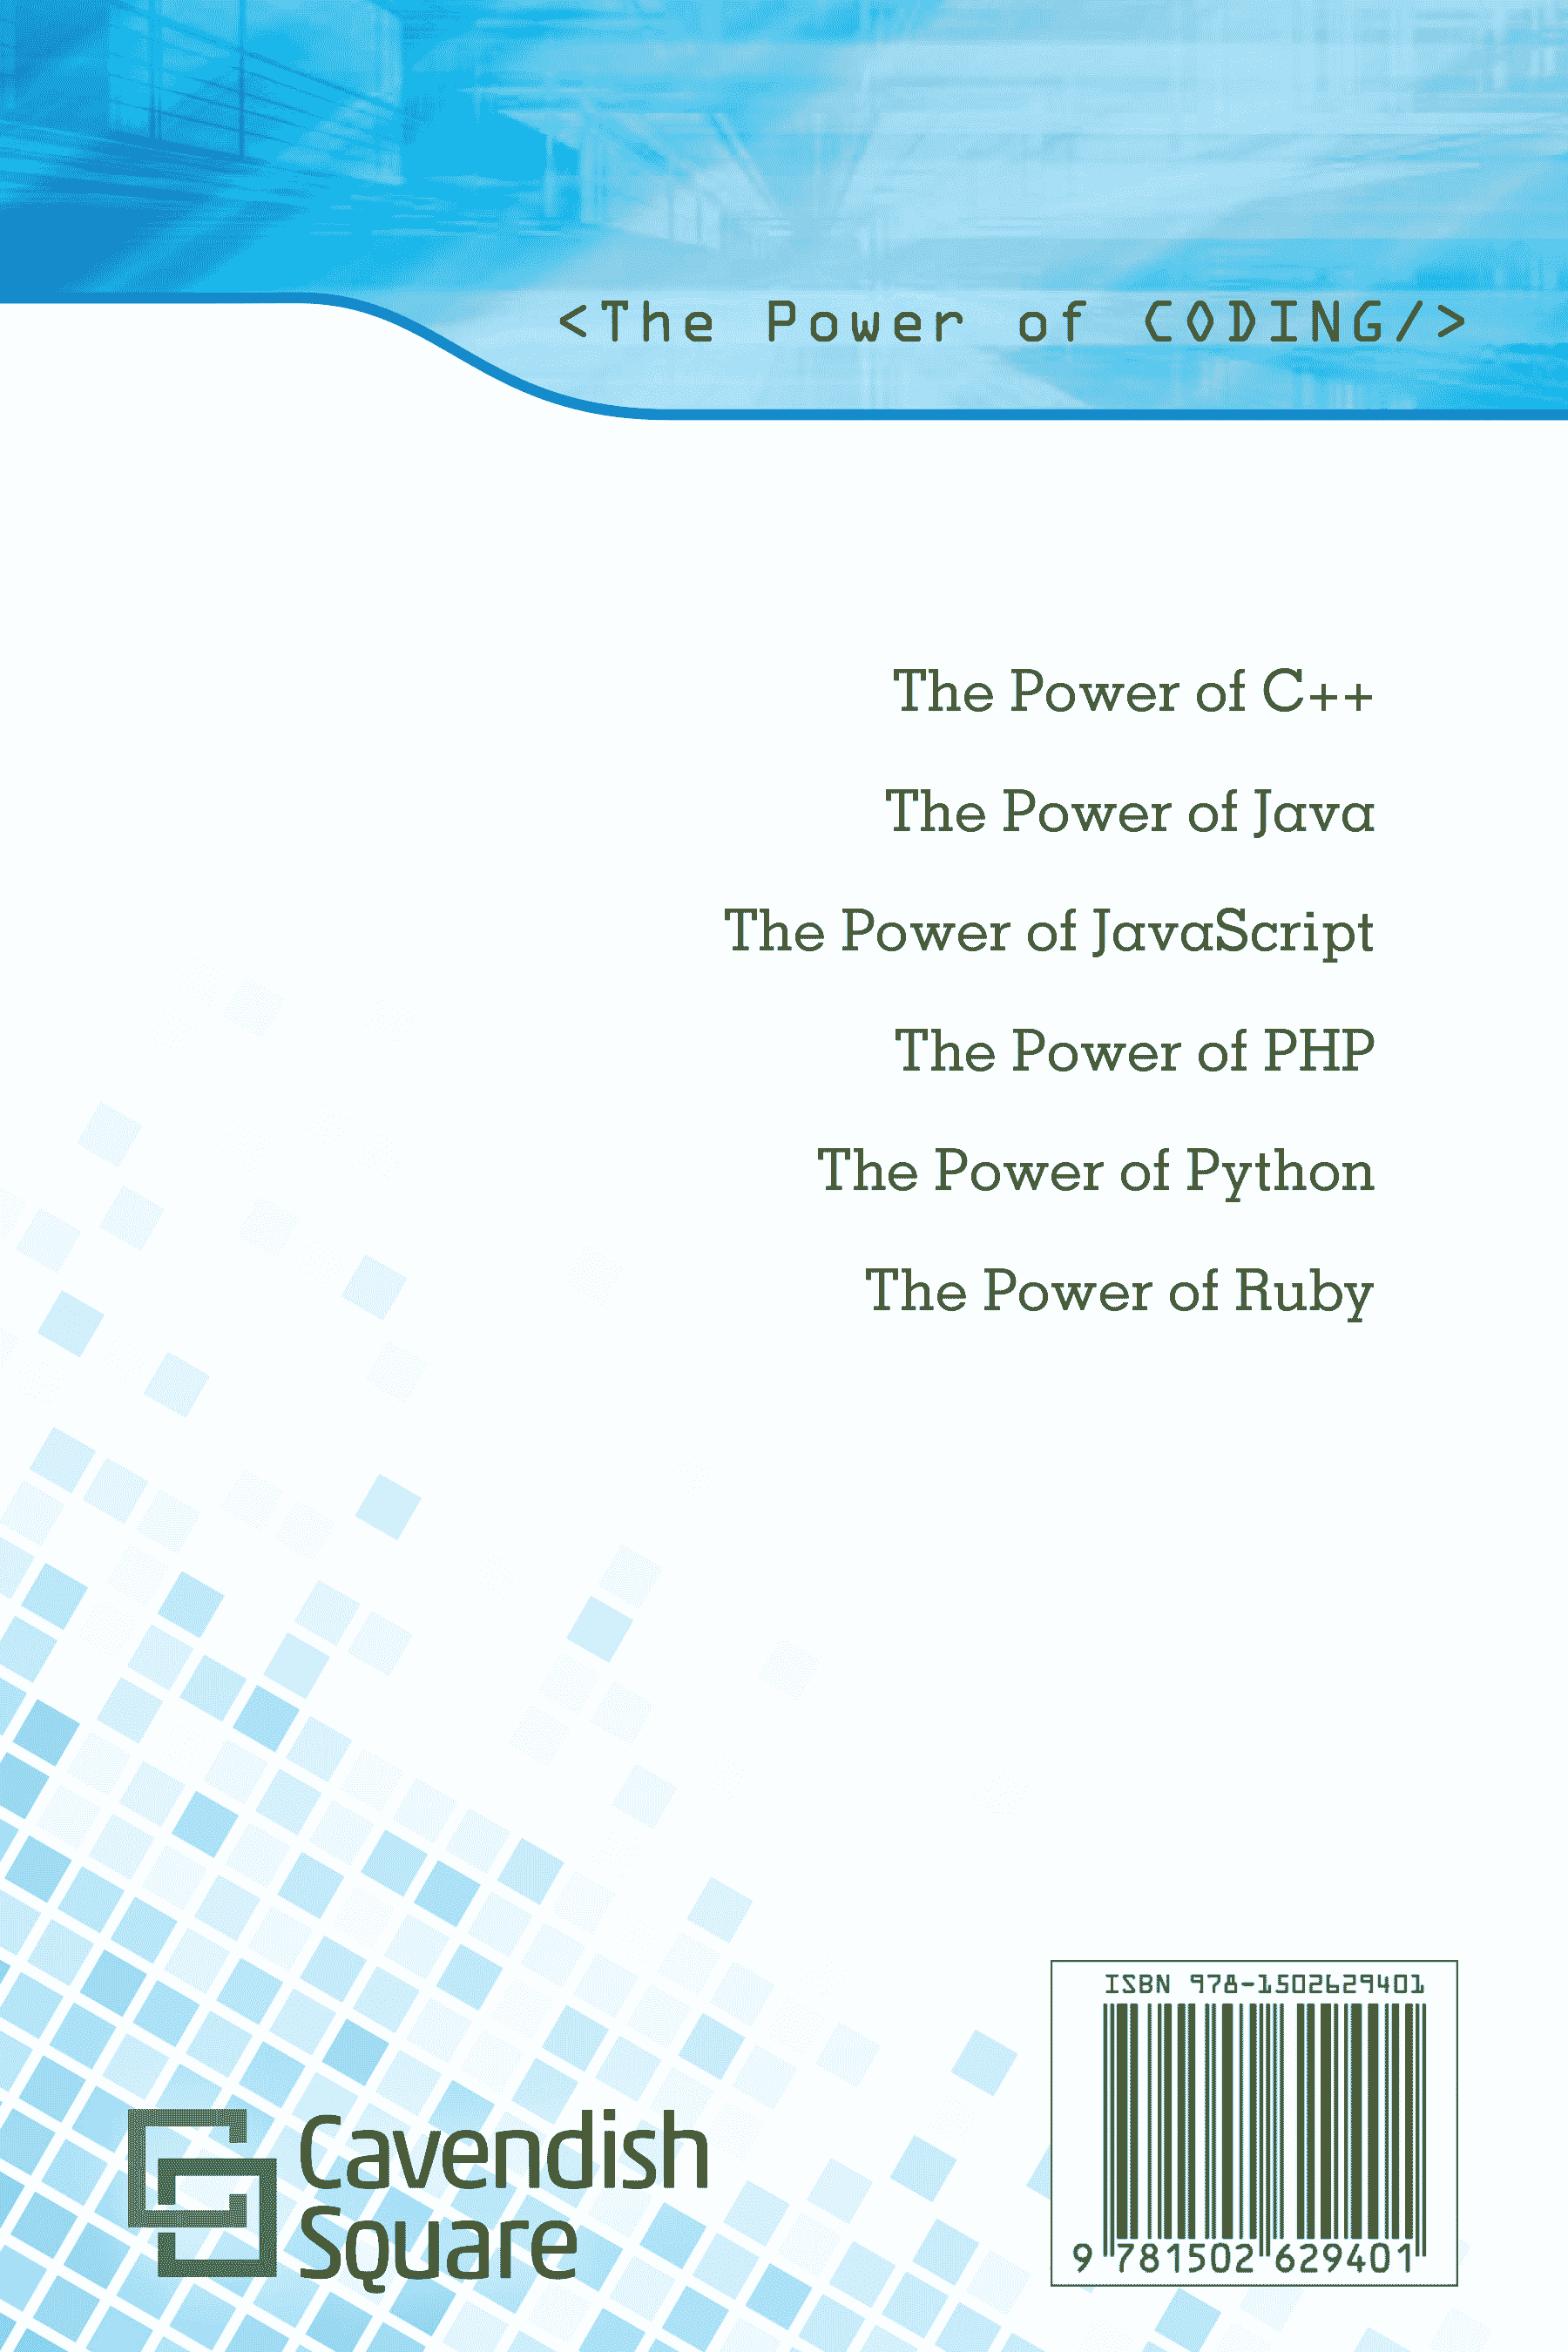 <The Power of CODING/>
The Power of C++
The Power of Java
The Power of JavaScript
The Power of PHP
The Power of Python
The Power of Ruby
Cavendish
Square
ISBN 978-1502629401
9 781502 629401